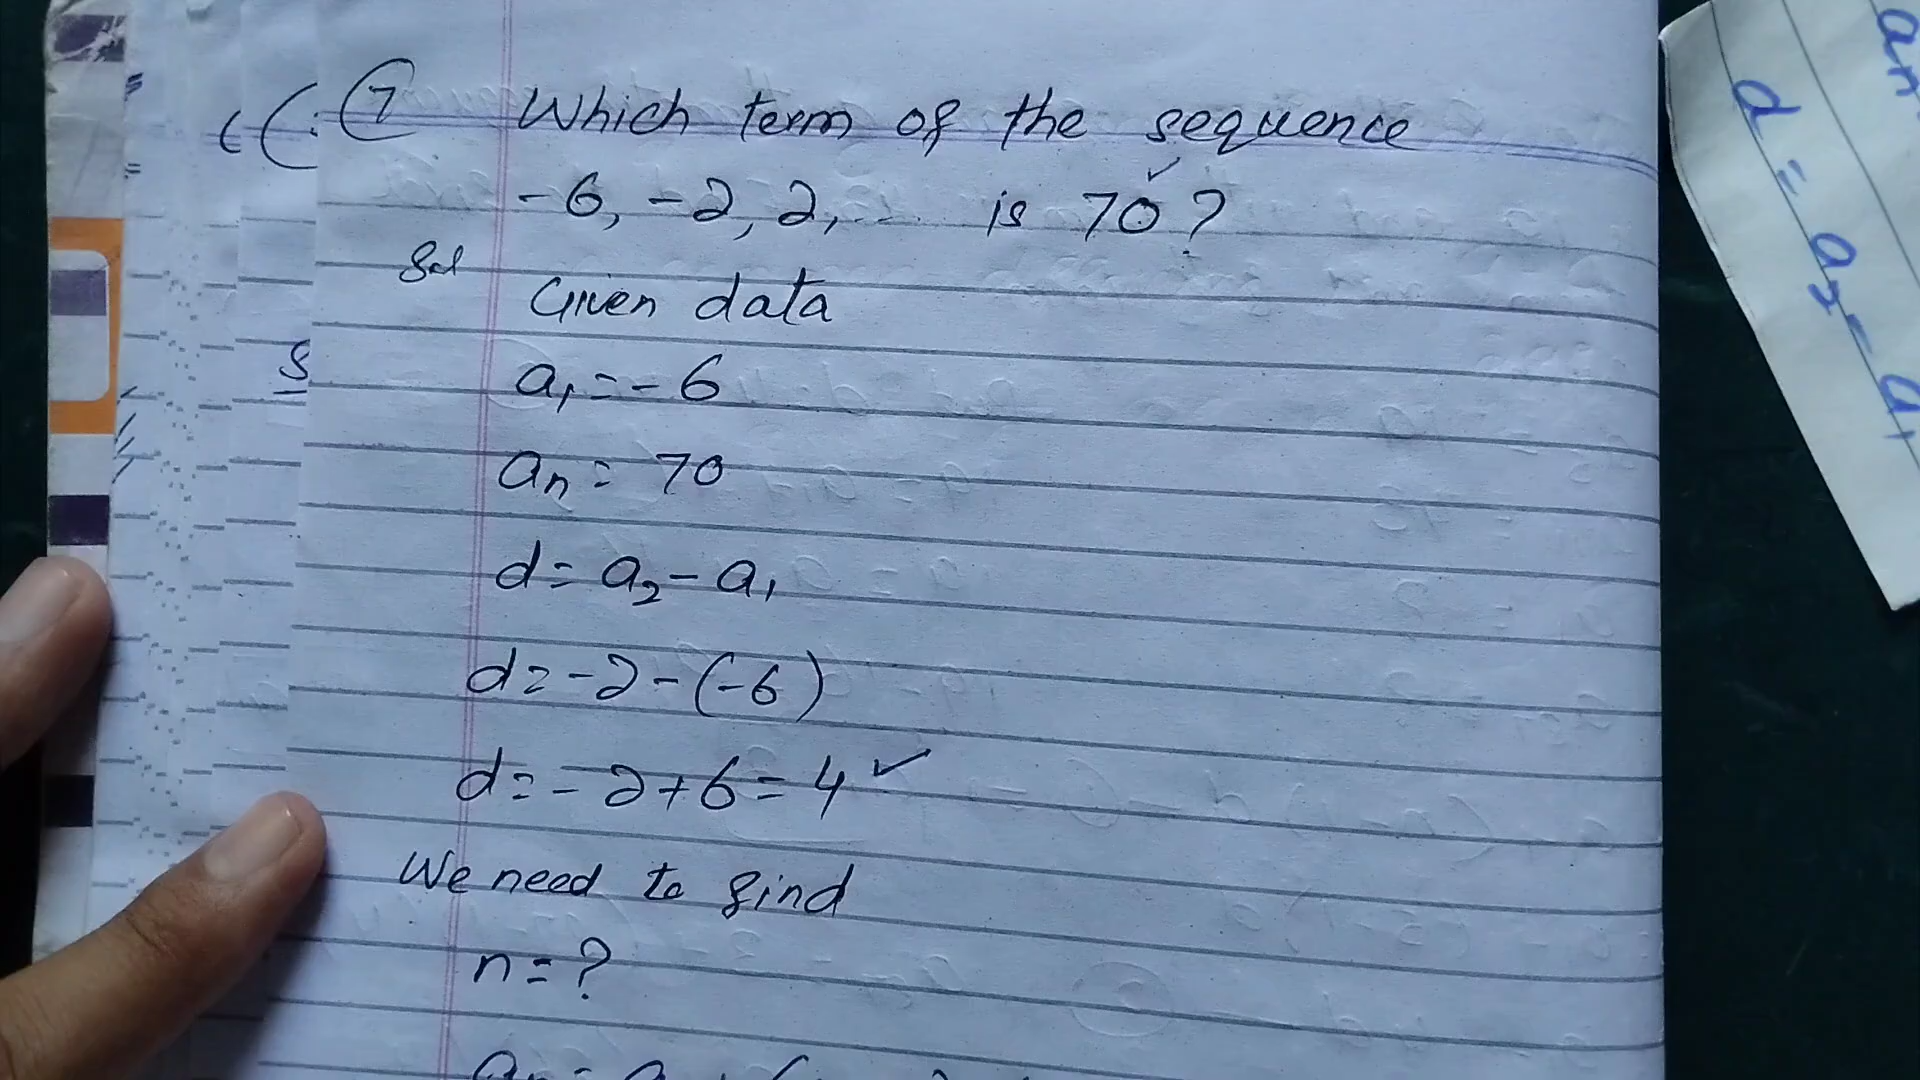 7 Which term of the sequence
-6, -2, 2, .... is 70?
Sol
Given data
a₁ = -6
aₙ = 70
d = a₂ - a₁
d = -2 - (-6)
d = -2 + 6 = 4 ✓
We need to find
n = ?
an
d = a₂ - a₁